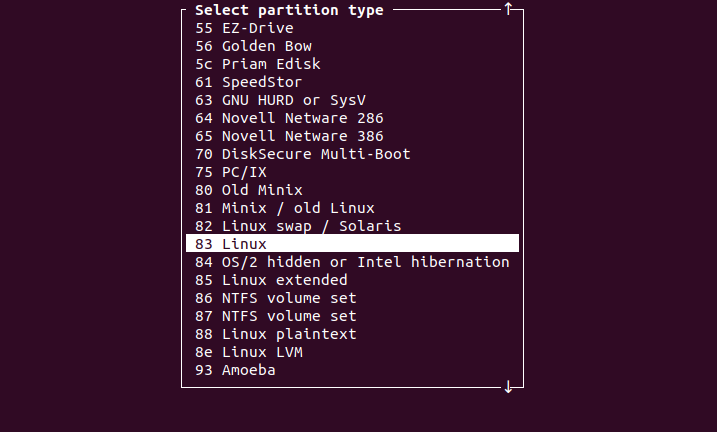 Select partition type ↑
55 EZ-Drive
56 Golden Bow
5c Priam Edisk
61 SpeedStor
63 GNU HURD or SysV
64 Novell Netware 286
65 Novell Netware 386
70 DiskSecure Multi-Boot
75 PC/IX
80 Old Minix
81 Minix / old Linux
82 Linux swap / Solaris
83 Linux
84 OS/2 hidden or Intel hibernation
85 Linux extended
86 NTFS volume set
87 NTFS volume set
88 Linux plaintext
8e Linux LVM
93 Amoeba
↓